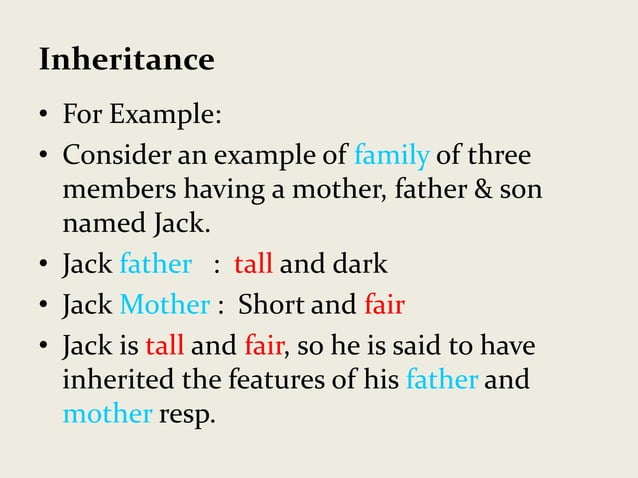 Inheritance
• For Example:
• Consider an example of family of three
members having a mother, father & son
named Jack.
• Jack father : tall and dark
• Jack Mother : Short and fair
• Jack is tall and fair, so he is said to have
inherited the features of his father and
mother resp.